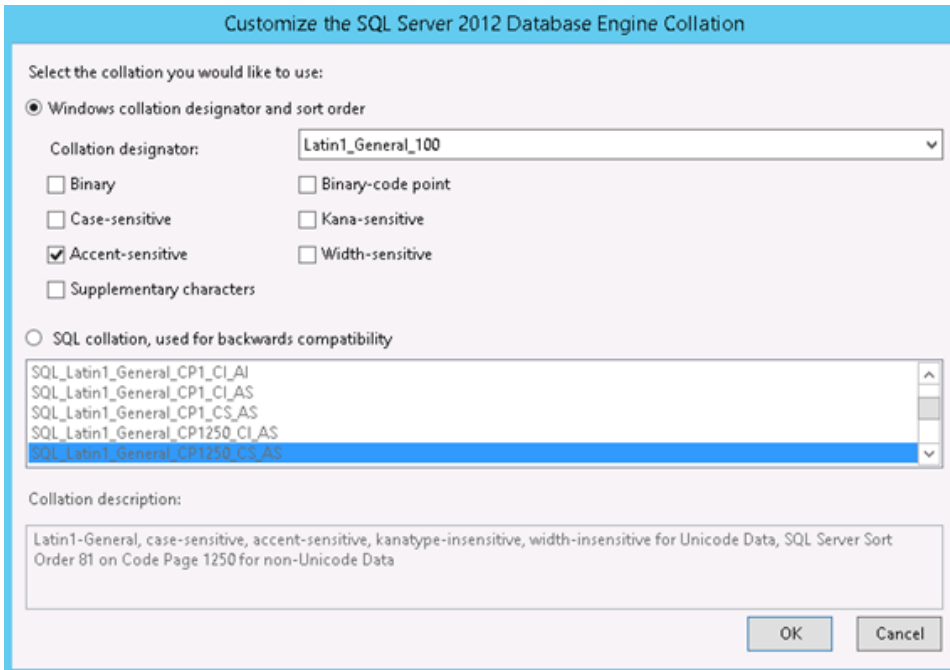 Customize the SQL Server 2012 Database Engine Collation
Select the collation you would like to use:
Windows collation designator and sort order
Collation designator:
Latin1_General_100
Binary
Binary-code point
Case-sensitive
Kana-sensitive
Accent-sensitive
Width-sensitive
Supplementary characters
SQL collation, used for backwards compatibility
SQL_Latin1_General_CP1_CI_AI
SQL_Latin1_General_CP1_CI_AS
SQL_Latin1_General_CP1_CS_AS
SQL_Latin1_General_CP1250_CI_AS
SQL_Latin1_General_CP1250_CS_AS
Collation description:
Latin1-General, case-sensitive, accent-sensitive, kanatype-insensitive, width-insensitive for Unicode Data, SQL Server Sort
Order 81 on Code Page 1250 for non-Unicode Data
OK
Cancel